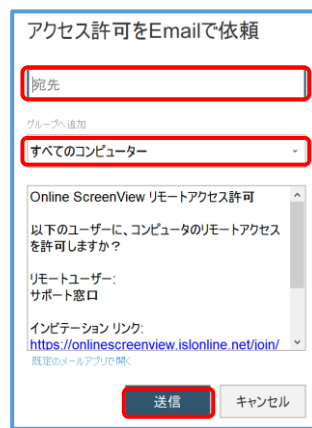 アクセス許可をEmailで依頼
宛先
グループへ追加
すべてのコンピューター
Online ScreenView リモートアクセス許可
以下のユーザーに、コンピュータのリモートアクセス
を許可しますか？
リモートユーザー:
サポート窓口
インビテーション リンク:
https://onlinescreenview.islonline.net/join/
既定のメールアプリで開く
送信
キャンセル